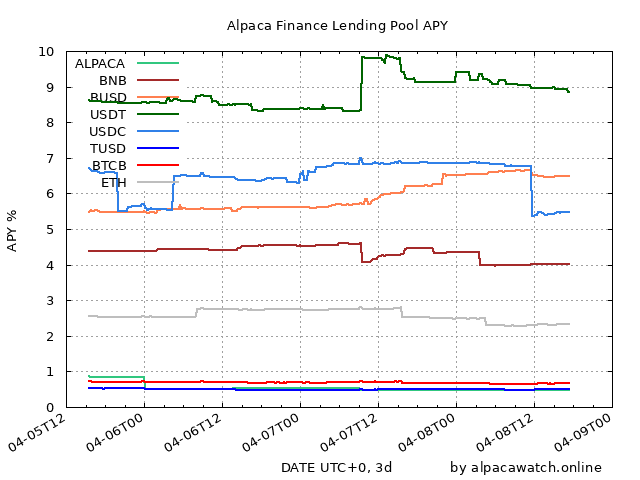 Alpaca Finance Lending Pool APY
10
9
8
7
6
5
4
3
2
1
0
APY %
ALPACA
BNB
BUSD
USDT
USDC
TUSD
BTCB
ETH
04-05T12
04-06T00
04-06T12
04-07T00
04-07T12
04-08T00
04-08T12
04-09T00
DATE UTC+0, 3d
by alpacawatch.online